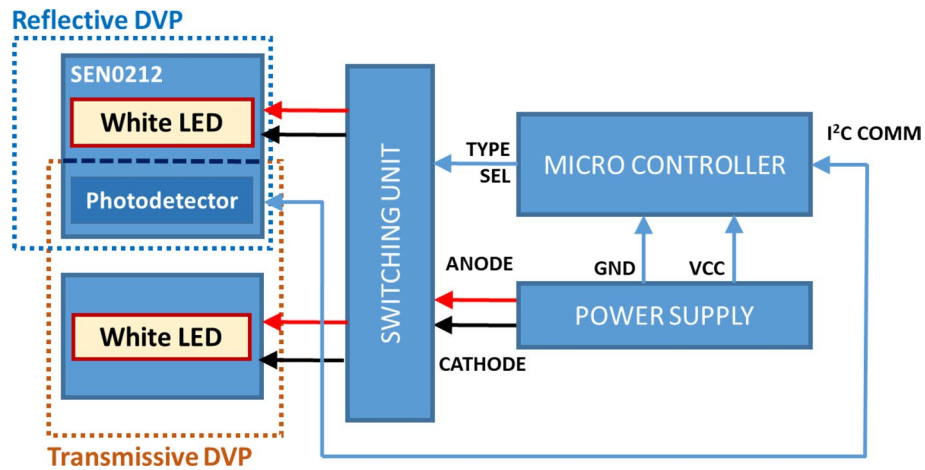 Reflective DVP
SEN0212
White LED
Photodetector
White LED
Transmissive DVP
SWITCHING UNIT
TYPE
SEL
MICRO CONTROLLER
I²C COMM
GND
VCC
ANODE
CATHODE
POWER SUPPLY